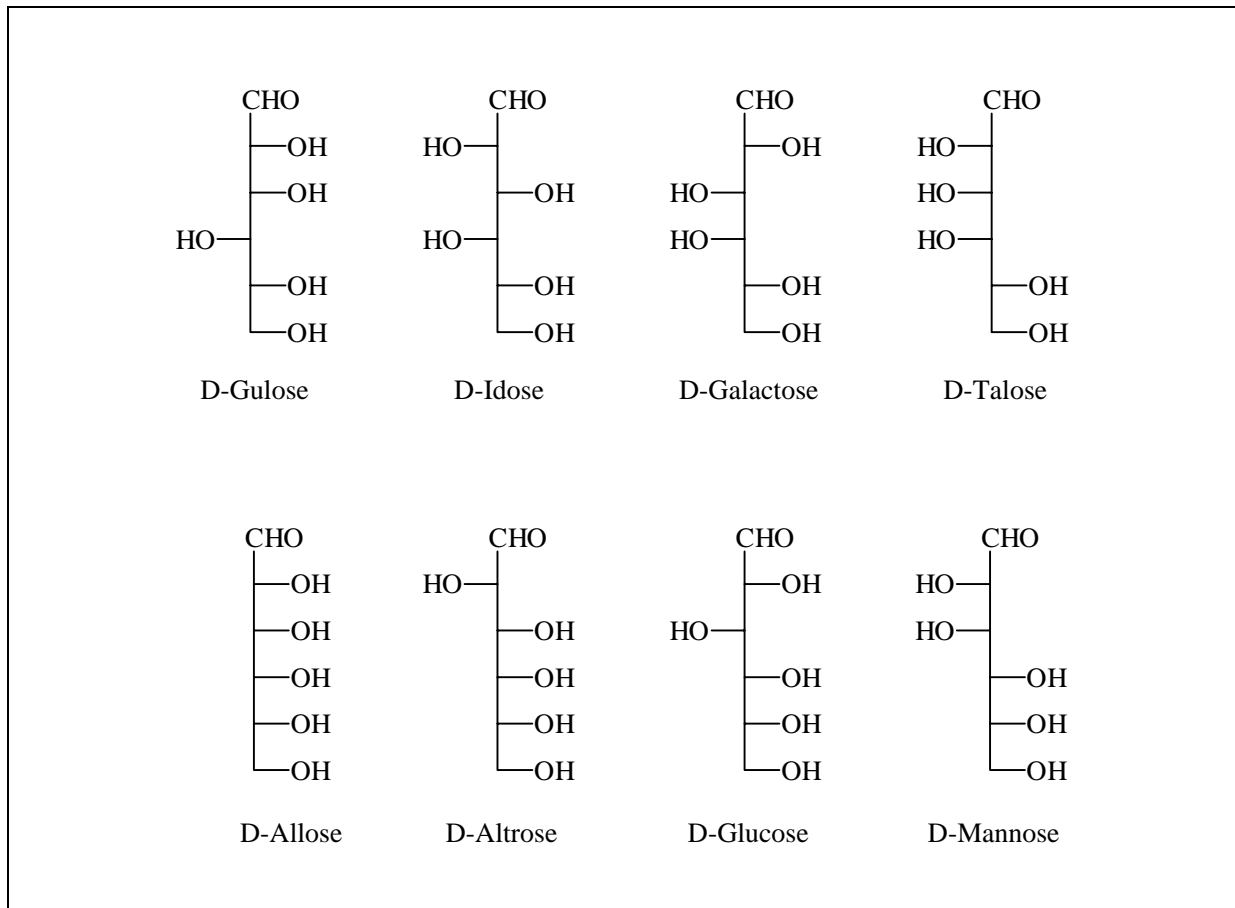 CHO CHO CHO CHO
OH HO OH HO
OH OH HO HO
HO HO HO HO
OH OH OH OH
OH OH OH OH
D-Gulose D-Idose D-Galactose D-Talose
CHO CHO CHO CHO
OH HO OH HO
OH OH HO HO
OH OH OH OH
OH OH OH OH
OH OH OH OH
D-Allose D-Altrose D-Glucose D-Mannose